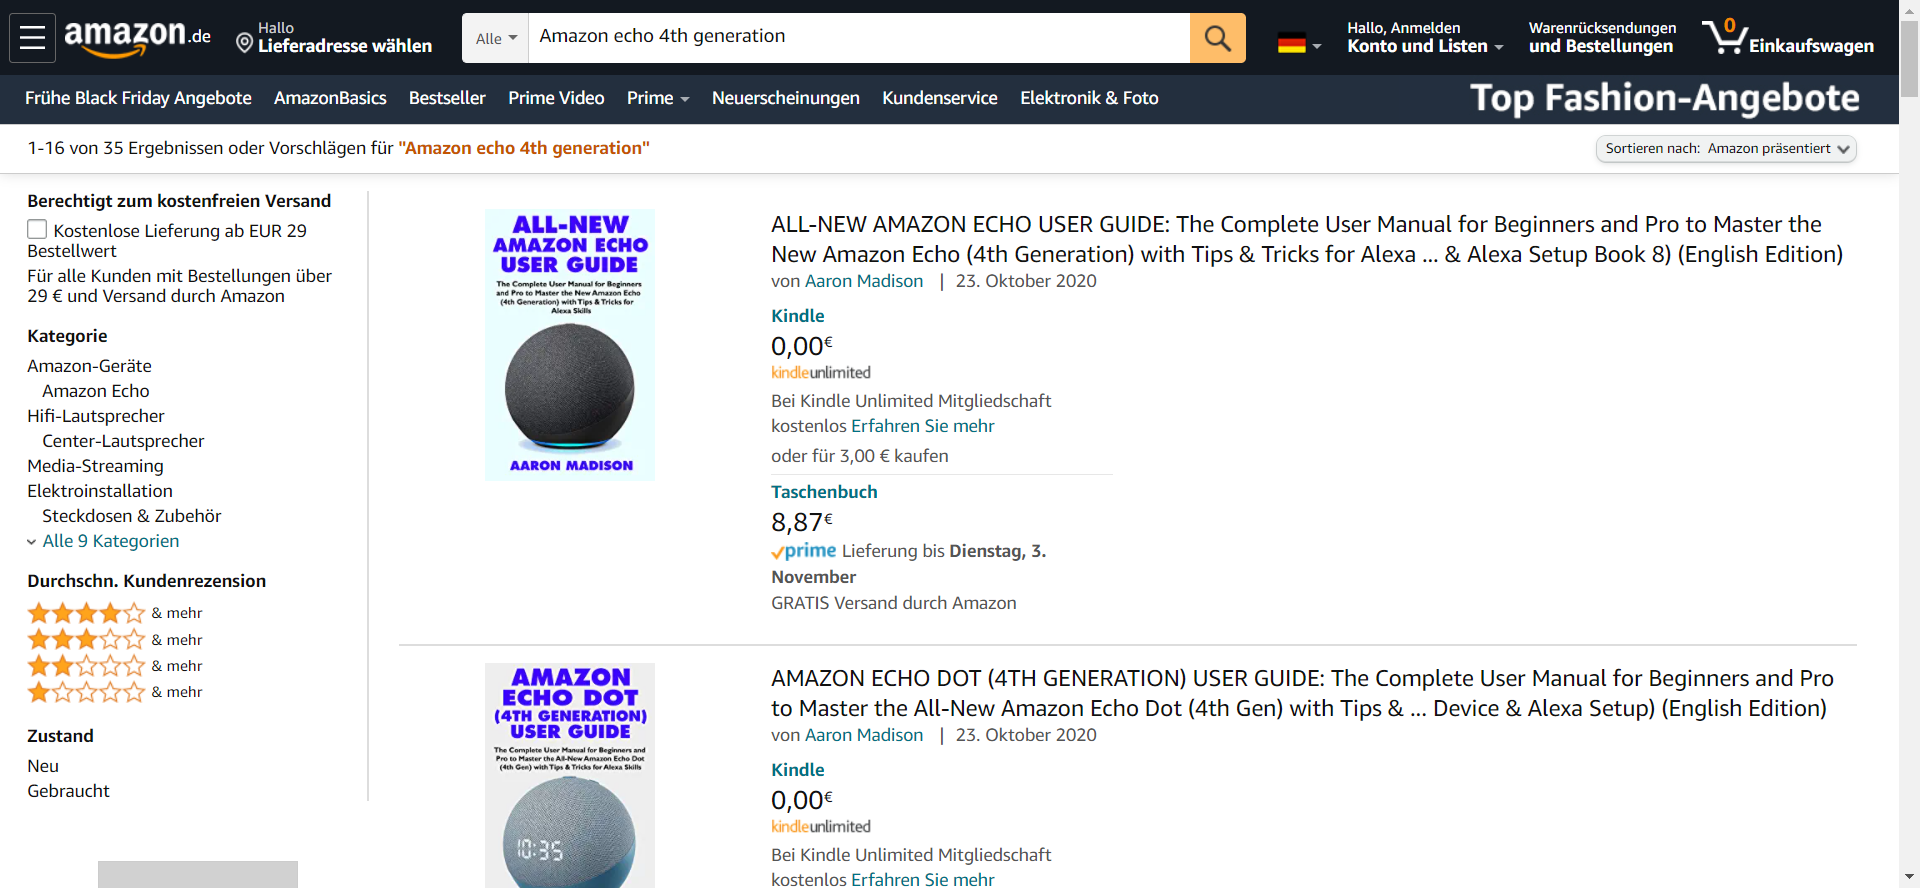 amazon.de
Hallo
Lieferadresse wählen
Alle
Amazon echo 4th generation
Hallo, Anmelden
Konto und Listen
Warenrücksendungen
und Bestellungen
0
Einkaufswagen
Frühe Black Friday Angebote
AmazonBasics
Bestseller
Prime Video
Prime
Neuerscheinungen
Kundenservice
Elektronik & Foto
Top Fashion-Angebote
1-16 von 35 Ergebnissen oder Vorschlägen für "Amazon echo 4th generation"
Sortieren nach: Amazon präsentiert
Berechtigt zum kostenfreien Versand
Kostenlose Lieferung ab EUR 29
Bestellwert
Für alle Kunden mit Bestellungen über
29 € und Versand durch Amazon
Kategorie
Amazon-Geräte
Amazon Echo
Hifi-Lautsprecher
Center-Lautsprecher
Media-Streaming
Elektroinstallation
Steckdosen & Zubehör
Alle 9 Kategorien
Durchschn. Kundenrezension
& mehr
& mehr
& mehr
& mehr
Zustand
Neu
Gebraucht
ALL-NEW
AMAZON ECHO
USER GUIDE
The Complete User Manual for Beginners
and Pro to Master the New Amazon Echo
(4th Generation) with Tips & Tricks for
Alexa Skills
AARON MADISON
ALL-NEW AMAZON ECHO USER GUIDE: The Complete User Manual for Beginners and Pro to Master the
New Amazon Echo (4th Generation) with Tips & Tricks for Alexa ... & Alexa Setup Book 8) (English Edition)
von Aaron Madison | 23. Oktober 2020
Kindle
0,00€
kindleunlimited
Bei Kindle Unlimited Mitgliedschaft
kostenlos Erfahren Sie mehr
oder für 3,00 € kaufen
Taschenbuch
8,87€
prime Lieferung bis Dienstag, 3.
November
GRATIS Versand durch Amazon
AMAZON
ECHO DOT
(4TH GENERATION)
USER GUIDE
The Complete User Manual for Beginners and
Pro to Master the All-New Amazon Echo Dot
(4th Gen) with Tips & Tricks for Alexa Skills
10:35
AMAZON ECHO DOT (4TH GENERATION) USER GUIDE: The Complete User Manual for Beginners and Pro
to Master the All-New Amazon Echo Dot (4th Gen) with Tips & ... Device & Alexa Setup) (English Edition)
von Aaron Madison | 23. Oktober 2020
Kindle
0,00€
kindleunlimited
Bei Kindle Unlimited Mitgliedschaft
kostenlos Erfahren Sie mehr